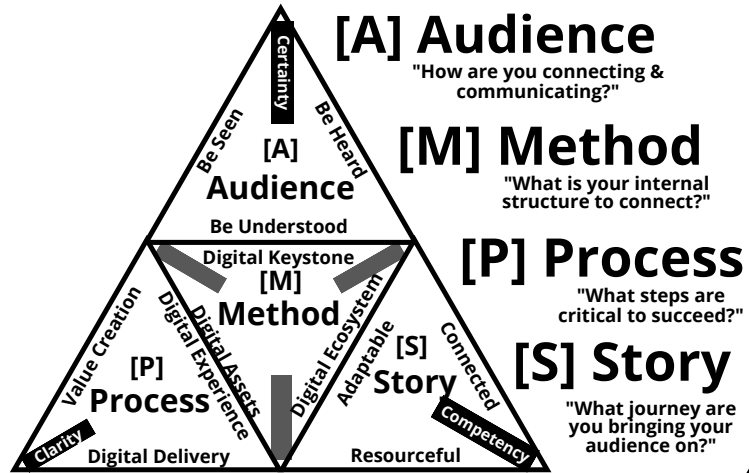 Certainty
Be Seen
Be Heard
[A]
Audience
Be Understood
Digital Keystone
[M]
Method
Digital Assets
Digital Ecosystem
Value Creation
Digital Experience
[P]
Process
Clarity
Digital Delivery
Adaptable
Connected
[S]
Story
Competency
Resourceful
[A] Audience
"How are you connecting &
communicating?"
[M] Method
"What is your internal
structure to connect?"
[P] Process
"What steps are
critical to succeed?"
[S] Story
"What journey are
you bringing your
audience on?"